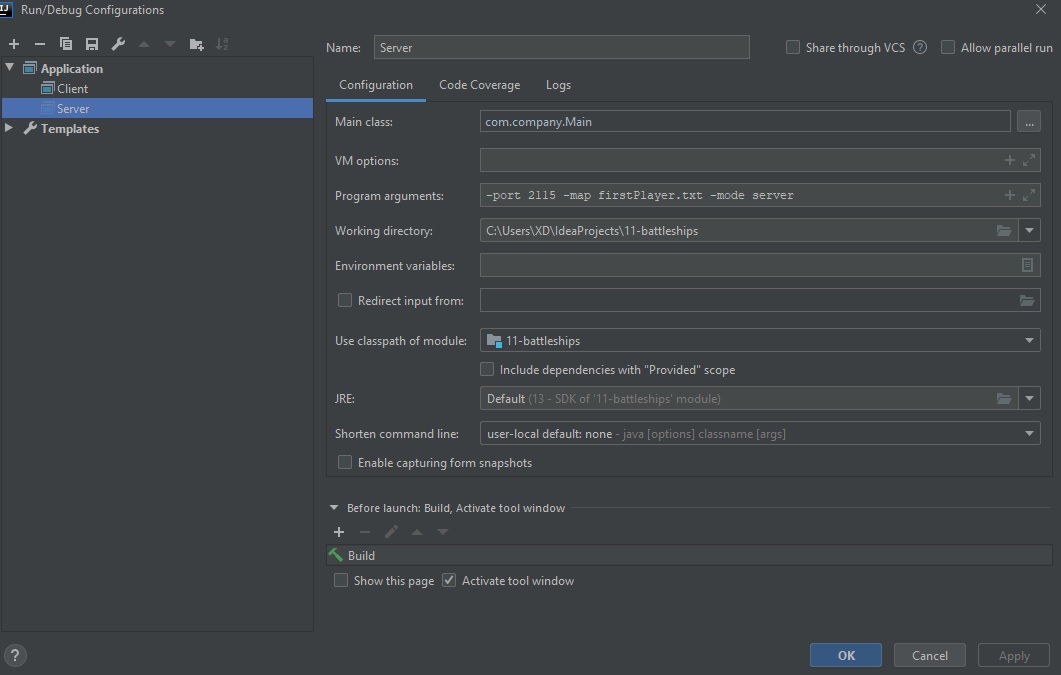 IJ Run/Debug Configurations
Name: Server Share through VCS ? Allow parallel run
Application
Client
Server
Templates
Configuration Code Coverage Logs
Main class: com.company.Main ...
VM options:
Program arguments: -port 2115 -map firstPlayer.txt -mode server
Working directory: C:\Users\XD\IdeaProjects\11-battleships
Environment variables:
Redirect input from:
Use classpath of module: 11-battleships
Include dependencies with "Provided" scope
JRE: Default (13 - SDK of '11-battleships' module)
Shorten command line: user-local default: none - java [options] classname [args]
Enable capturing form snapshots
Before launch: Build, Activate tool window
Build
Show this page Activate tool window
? OK Cancel Apply